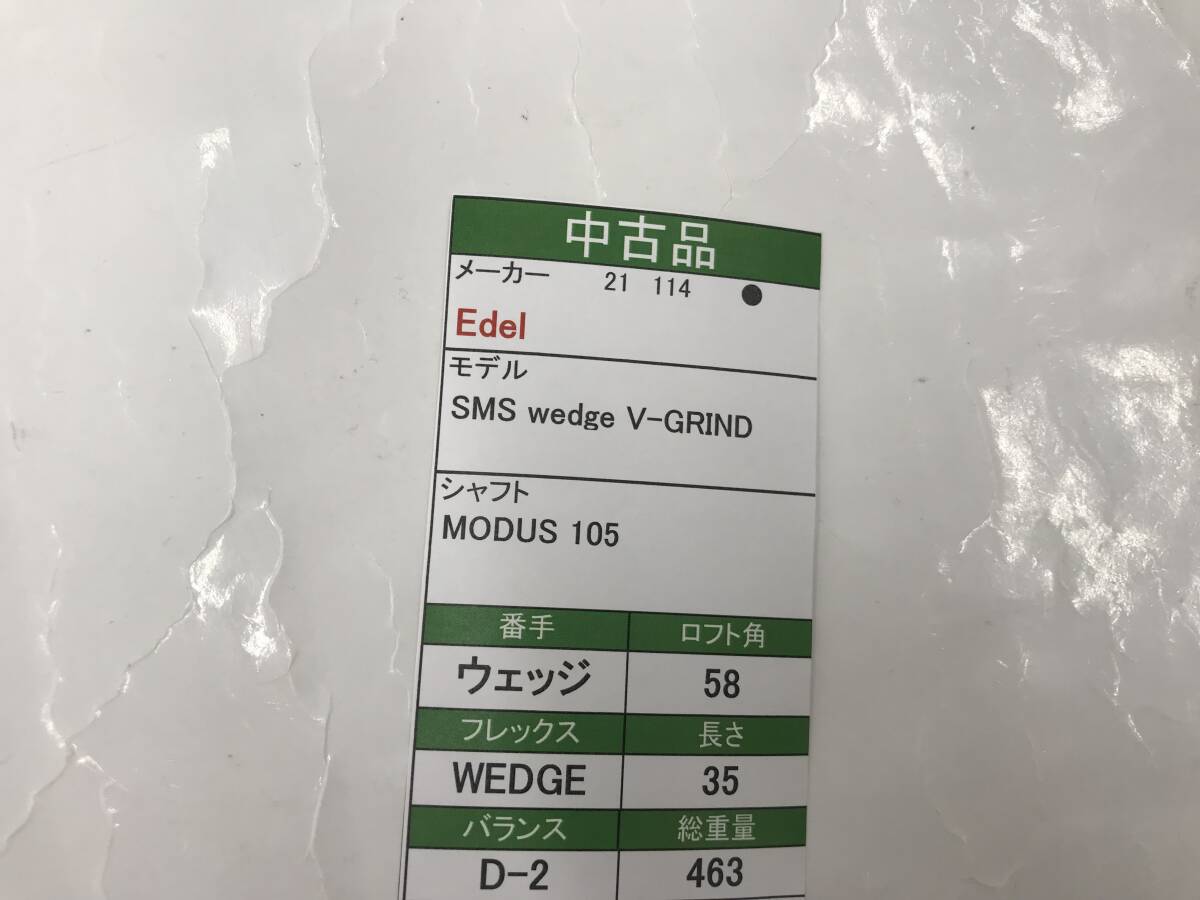 中古品
メーカー 21 114 ●
Edel
モデル
SMS wedge V-GRIND
シャフト
MODUS 105
番手 ロフト角
ウェッジ 58
フレックス 長さ
WEDGE 35
バランス 総重量
D-2 463